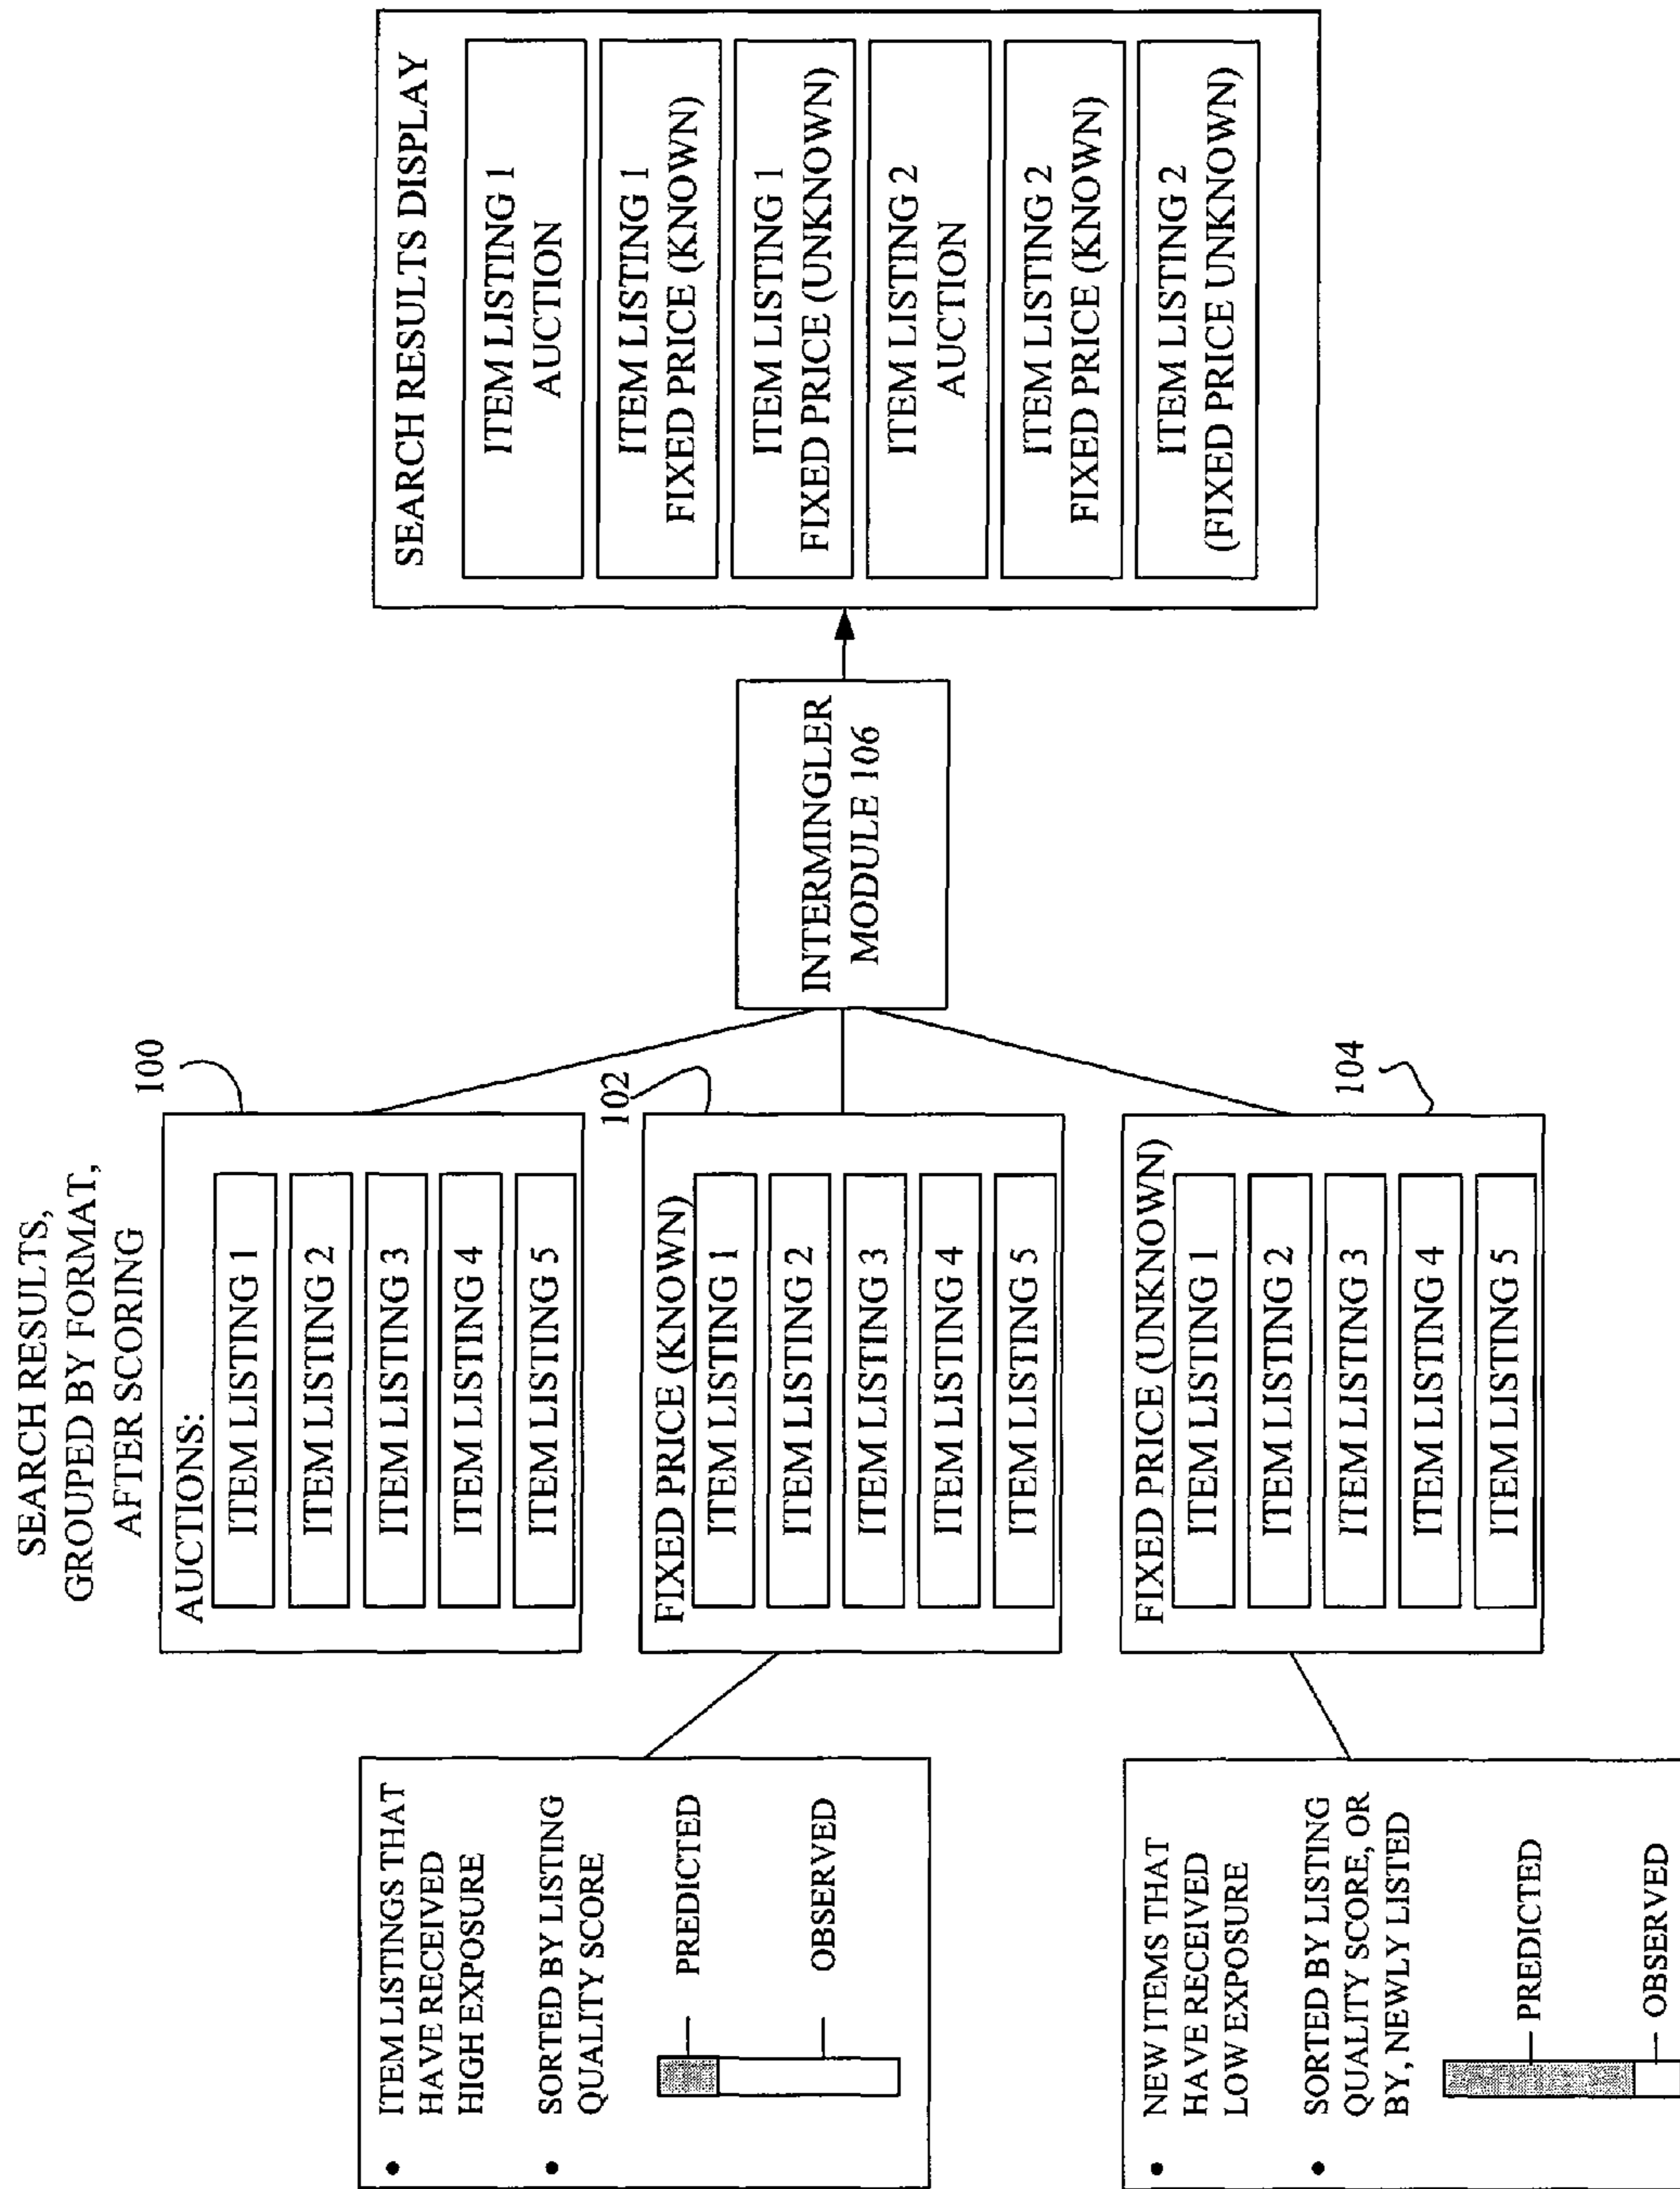 SEARCH RESULTS,
GROUPED BY FORMAT,
AFTER SCORING
• ITEM LISTINGS THAT
HAVE RECEIVED
HIGH EXPOSURE
• SORTED BY LISTING
QUALITY SCORE
PREDICTED
OBSERVED
• NEW ITEMS THAT
HAVE RECEIVED
LOW EXPOSURE
• SORTED BY LISTING
QUALITY SCORE, OR
BY, NEWLY LISTED
PREDICTED
OBSERVED
100
AUCTIONS:
ITEM LISTING 1
ITEM LISTING 2
ITEM LISTING 3
ITEM LISTING 4
ITEM LISTING 5
102
FIXED PRICE (KNOWN)
ITEM LISTING 1
ITEM LISTING 2
ITEM LISTING 3
ITEM LISTING 4
ITEM LISTING 5
104
FIXED PRICE (UNKNOWN)
ITEM LISTING 1
ITEM LISTING 2
ITEM LISTING 3
ITEM LISTING 4
ITEM LISTING 5
INTERMINGLER
MODULE 106
SEARCH RESULTS DISPLAY
ITEM LISTING 1
AUCTION
ITEM LISTING 1
FIXED PRICE (KNOWN)
ITEM LISTING 1
FIXED PRICE (UNKNOWN)
ITEM LISTING 2
AUCTION
ITEM LISTING 2
FIXED PRICE (KNOWN)
ITEM LISTING 2
(FIXED PRICE UNKNOWN)